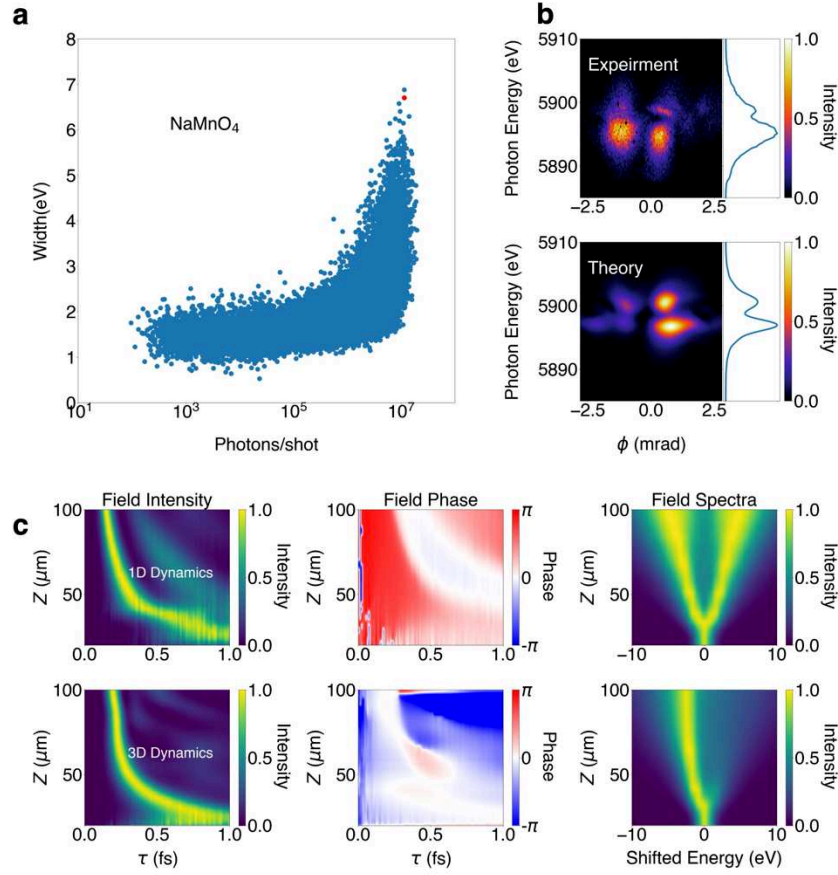 a
8
7
6
5
4
3
2
1
0
Width(eV)
NaMnO4
10^1
10^3
10^5
10^7
Photons/shot
b
5910
5900
5890
Photon Energy (eV)
Expeirment
-2.5
0.0
2.5
1.0
0.5
0.0
Intensity
5910
5900
5890
Photon Energy (eV)
Theory
-2.5
0.0
2.5
1.0
0.5
0.0
Intensity
ϕ (mrad)
c
Field Intensity
100
50
Z (μm)
1D Dynamics
0.0
0.5
1.0
1.0
0.5
0.0
Intensity
Field Phase
100
50
Z (μm)
0.0
0.5
1.0
π
0
-π
Phase
Field Spectra
100
50
Z (μm)
-10
0
10
1.0
0.5
0.0
Intensity
100
50
Z (μm)
3D Dynamics
0.0
0.5
1.0
τ (fs)
1.0
0.5
0.0
Intensity
100
50
Z (μm)
0.0
0.5
1.0
τ (fs)
π
0
-π
Phase
100
50
Z (μm)
-10
0
10
Shifted Energy (eV)
1.0
0.5
0.0
Intensity